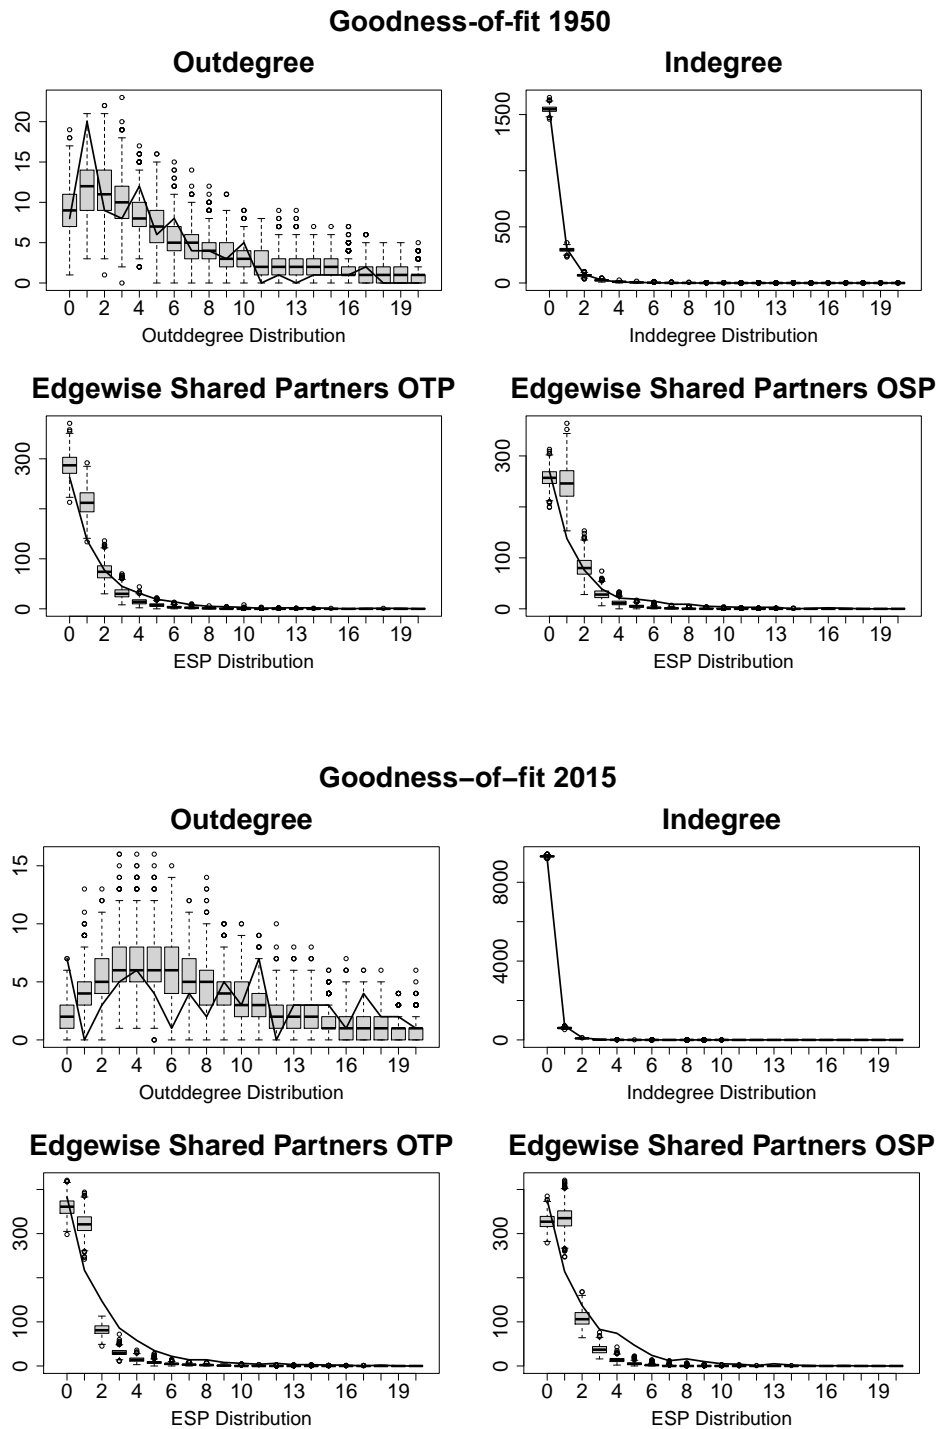 Goodness-of-fit 1950
Outdegree
Indegree
20
15
10
5
0
0 2 4 6 8 10 13 16 19
Outddegree Distribution
1500
500
0
0 2 4 6 8 10 13 16 19
Inddegree Distribution
Edgewise Shared Partners OTP
Edgewise Shared Partners OSP
300
100
0
0 2 4 6 8 10 13 16 19
ESP Distribution
300
100
0
0 2 4 6 8 10 13 16 19
ESP Distribution
Goodness−of−fit 2015
Outdegree
Indegree
15
10
5
0
0 2 4 6 8 10 13 16 19
Outddegree Distribution
8000
4000
0
0 2 4 6 8 10 13 16 19
Inddegree Distribution
Edgewise Shared Partners OTP
Edgewise Shared Partners OSP
300
100
0
0 2 4 6 8 10 13 16 19
ESP Distribution
300
100
0
0 2 4 6 8 10 13 16 19
ESP Distribution